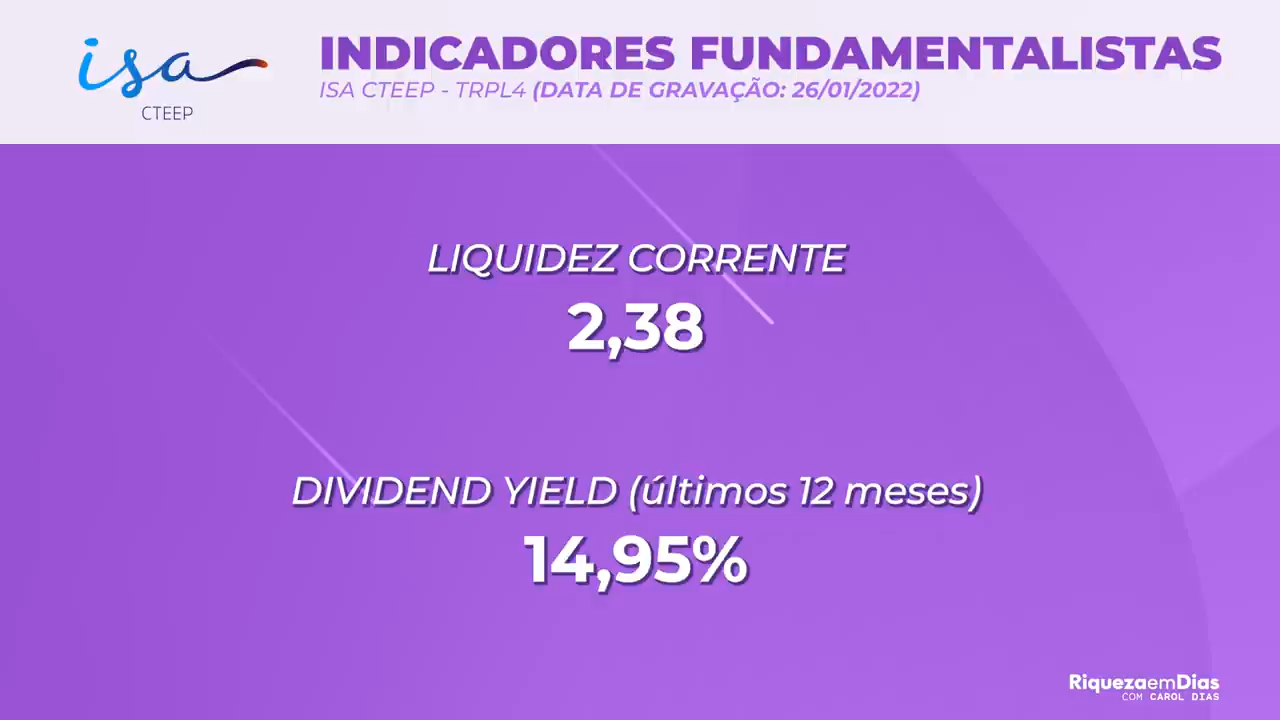 isa
CTEEP
INDICADORES FUNDAMENTALISTAS
ISA CTEEP - TRPL4 (DATA DE GRAVAÇÃO: 26/01/2022)
LIQUIDEZ CORRENTE
2,38
DIVIDEND YIELD (últimos 12 meses)
14,95%
RiquezaemDias
COM CAROL DIAS